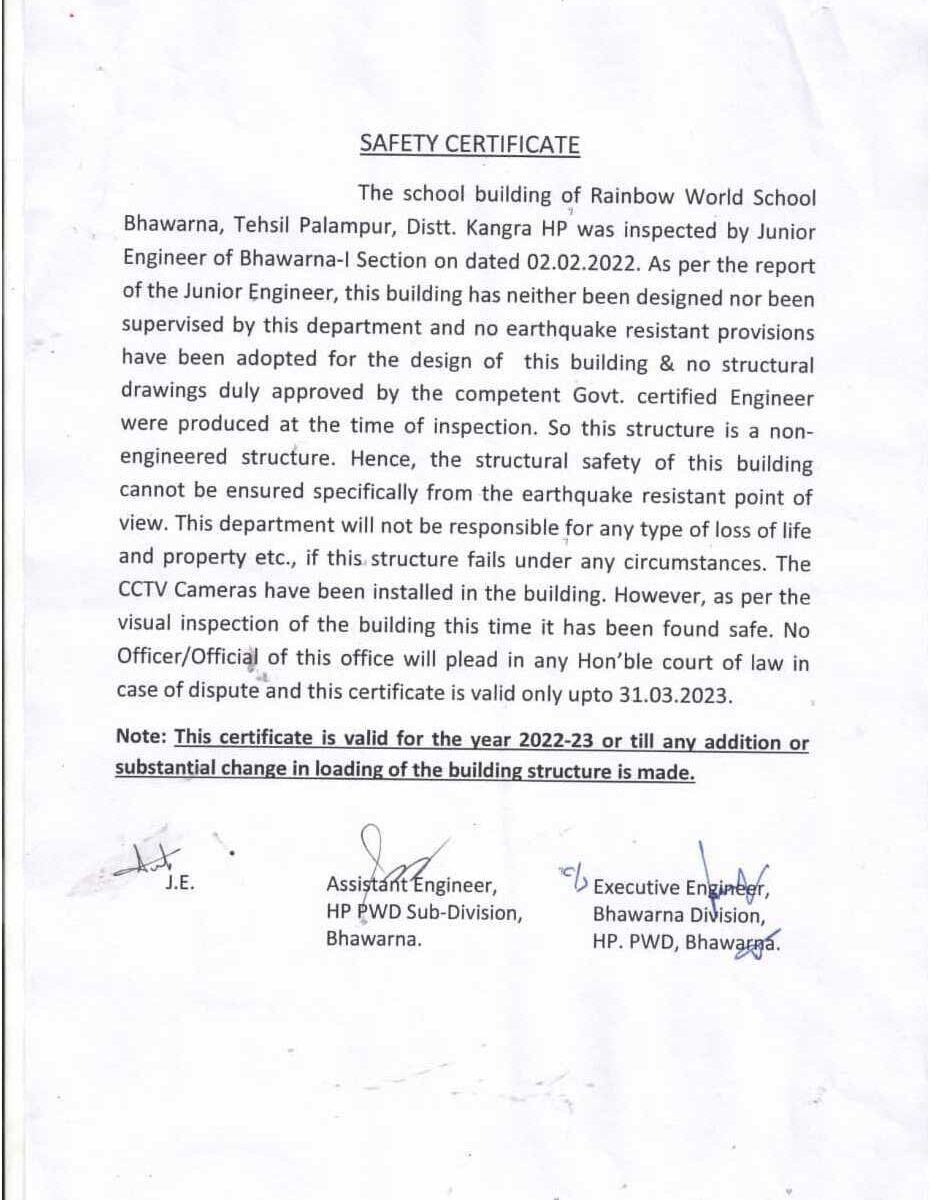 SAFETY CERTIFICATE
The school building of Rainbow World School
Bhawarna, Tehsil Palampur, Distt. Kangra HP was inspected by Junior
Engineer of Bhawarna-I Section on dated 02.02.2022. As per the report
of the Junior Engineer, this building has neither been designed nor been
supervised by this department and no earthquake resistant provisions
have been adopted for the design of this building & no structural
drawings duly approved by the competent Govt. certified Engineer
were produced at the time of inspection. So this structure is a non-
engineered structure. Hence, the structural safety of this building
cannot be ensured specifically from the earthquake resistant point of
view. This department will not be responsible for any type of loss of life
and property etc., if this structure fails under any circumstances. The
CCTV Cameras have been installed in the building. However, as per the
visual inspection of the building this time it has been found safe. No
Officer/Official of this office will plead in any Hon'ble court of law in
case of dispute and this certificate is valid only upto 31.03.2023.
Note: This certificate is valid for the year 2022-23 or till any addition or
substantial change in loading of the building structure is made.
J.E.
Assistant Engineer,
HP PWD Sub-Division,
Bhawarna.
Executive Engineer,
Bhawarna Division,
HP. PWD, Bhawarna.